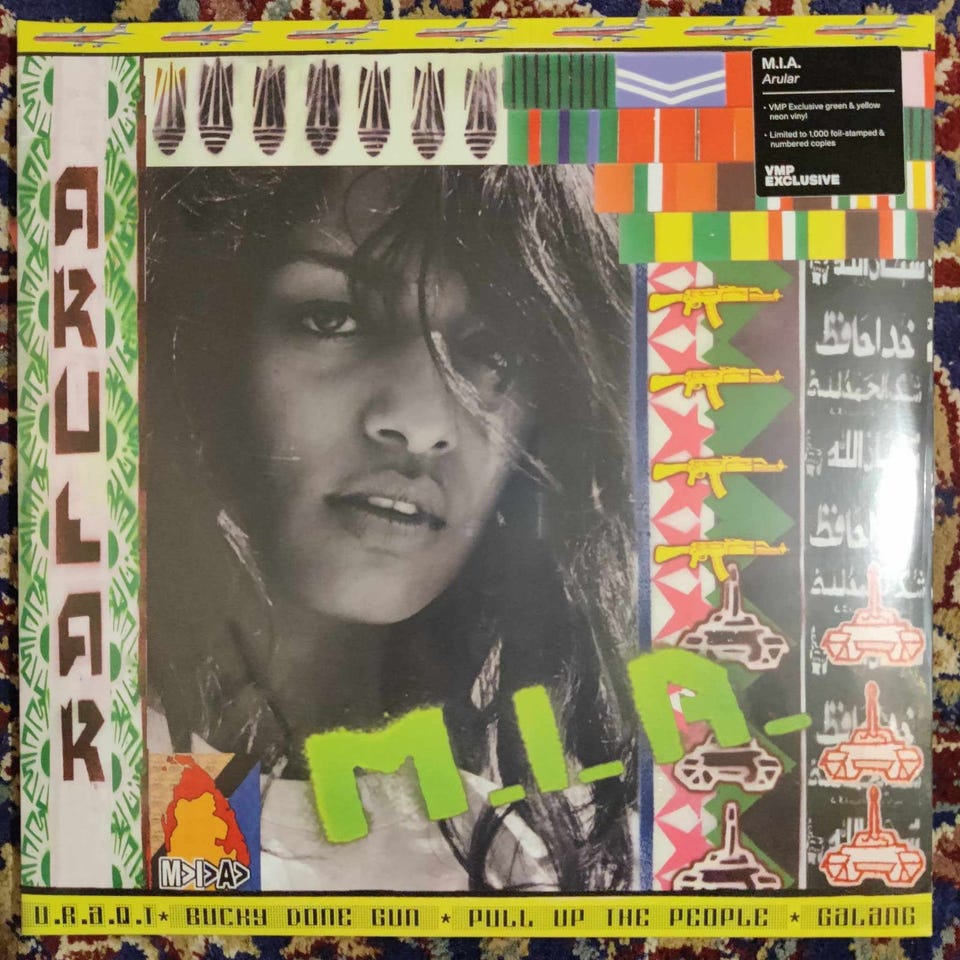 M.I.A.
Arular
• VMP Exclusive green & yellow
neon vinyl
• Limited to 1,000 foil-stamped &
numbered copies
VMP
EXCLUSIVE
ARULAR
خداحافظ
M.I.A.
M>I>A>
U.R.A.Q.T★ BUCKY DONE GUN ★ PULL UP THE PEOPLE ★ GALANG